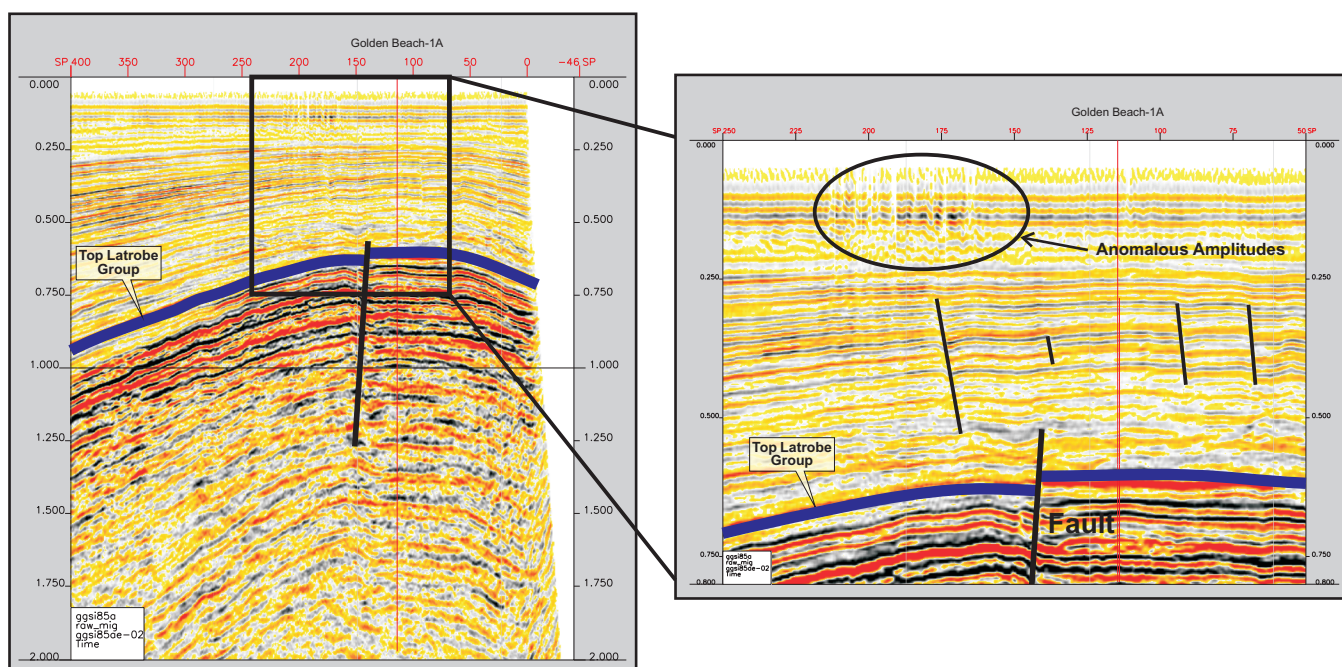 Golden Beach-1A
SP 400 350 300 250 200 150 100 50 0 -46 SP
0.000 0.000
0.250 0.250
0.500 0.500
Top Latrobe
Group
0.750 0.750
1.000 1.000
1.250 1.250
1.500 1.500
1.750 1.750
ggsi85a
raw_mig
ggsi85ae-02
Time
2.000 2.000
Golden Beach-1A
SP 250 225 200 175 150 125 100 75 50 SP
0.000 0.000
Anomalous Amplitudes
0.250 0.250
0.500 0.500
Top Latrobe
Group
Fault
0.750 0.750
ggsi85a
raw_mig
ggsi85ae-02
Time
0.800 0.800